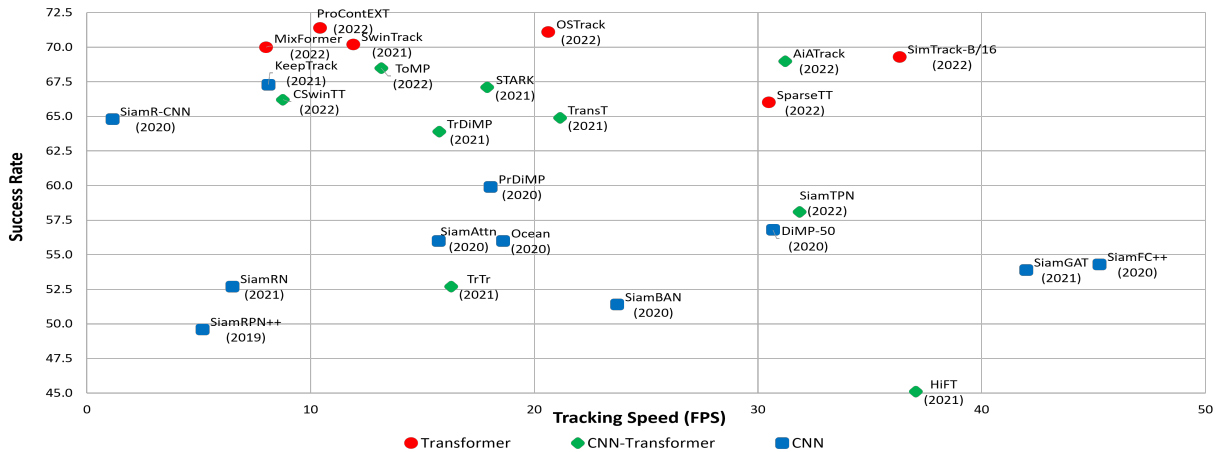 Success Rate
72.5
70.0
67.5
65.0
62.5
60.0
57.5
55.0
52.5
50.0
47.5
45.0
ProContEXT
(2022)
MixFormer
(2022)
SwinTrack
(2021)
OSTrack
(2022)
AiATrack
(2022)
SimTrack-B/16
(2022)
KeepTrack
(2021)
ToMP
(2022)
CSwinTT
(2022)
STARK
(2021)
SparseTT
(2022)
SiamR-CNN
(2020)
TrDiMP
(2021)
TransT
(2021)
PrDiMP
(2020)
SiamTPN
(2022)
SiamAttn
(2020)
Ocean
(2020)
DiMP-50
(2020)
SiamGAT
(2021)
SiamFC++
(2020)
SiamRN
(2021)
TrTr
(2021)
SiamBAN
(2020)
SiamRPN++
(2019)
HiFT
(2021)
0 10 20 30 40 50
Tracking Speed (FPS)
Transformer CNN-Transformer CNN